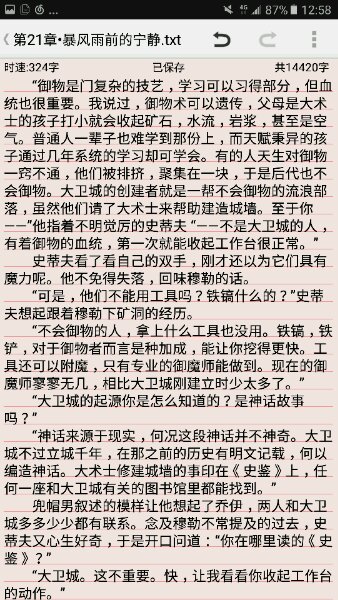 4G 87% 12:58
第21章•暴风雨前的宁静.txt
时速:324字 已保存 共14420字
“御物是门复杂的技艺，学习可以习得部分，但血
统也很重要。我说过，御物术可以遗传，父母是大术
士的孩子打小就会收起矿石，水流，岩浆，甚至是空
气。普通人一辈子也难学到那份上，而天赋秉异的孩
子通过几年系统的学习却可学会。有的人天生对御物
一窍不通，他们被排挤，聚集在一块，于是后代也不
会御物。大卫城的创建者就是一帮不会御物的流浪部
落，虽然他们请了大术士来帮助建造城墙。至于你
——”他指着不明觉厉的史蒂夫“——不是大卫城的人，
有着御物的血统，第一次就能收起工作台很正常。”
史蒂夫看了看自己的双手，刚才还以为它们具有
魔力呢。他不免得失落，回味穆勒的话。
“可是，他们不能用工具吗？铁镐什么的？”史蒂
夫想起跟着穆勒下矿洞的经历。
“不会御物的人，拿上什么工具也没用。铁镐，铁
铲，对于御物者而言是种加成，能让你挖得更快。工
具还可以附魔，只有专业的御魔师能做到。现在的御
魔师寥寥无几，相比大卫城刚建立时少太多了。”
“大卫城的起源你是怎么知道的？是神话故事
吗？”
“神话来源于现实，何况这段神话并不神奇。大卫
城不过立城千年，在那之前的历史有明文记载，何以
编造神话。大术士修建城墙的事印在《史鉴》上，任
何一座和大卫城有关的图书馆里都能找到。”
兜帽男叙述的模样让他想起了乔伊，两人和大卫
城多多少少都有联系。念及穆勒不常提及的过去，史
蒂夫又心生好奇，于是开口问道：“你在哪里读的《史
鉴》？”
“大卫城。这不重要。快，让我看看你收起工作台
的动作。”